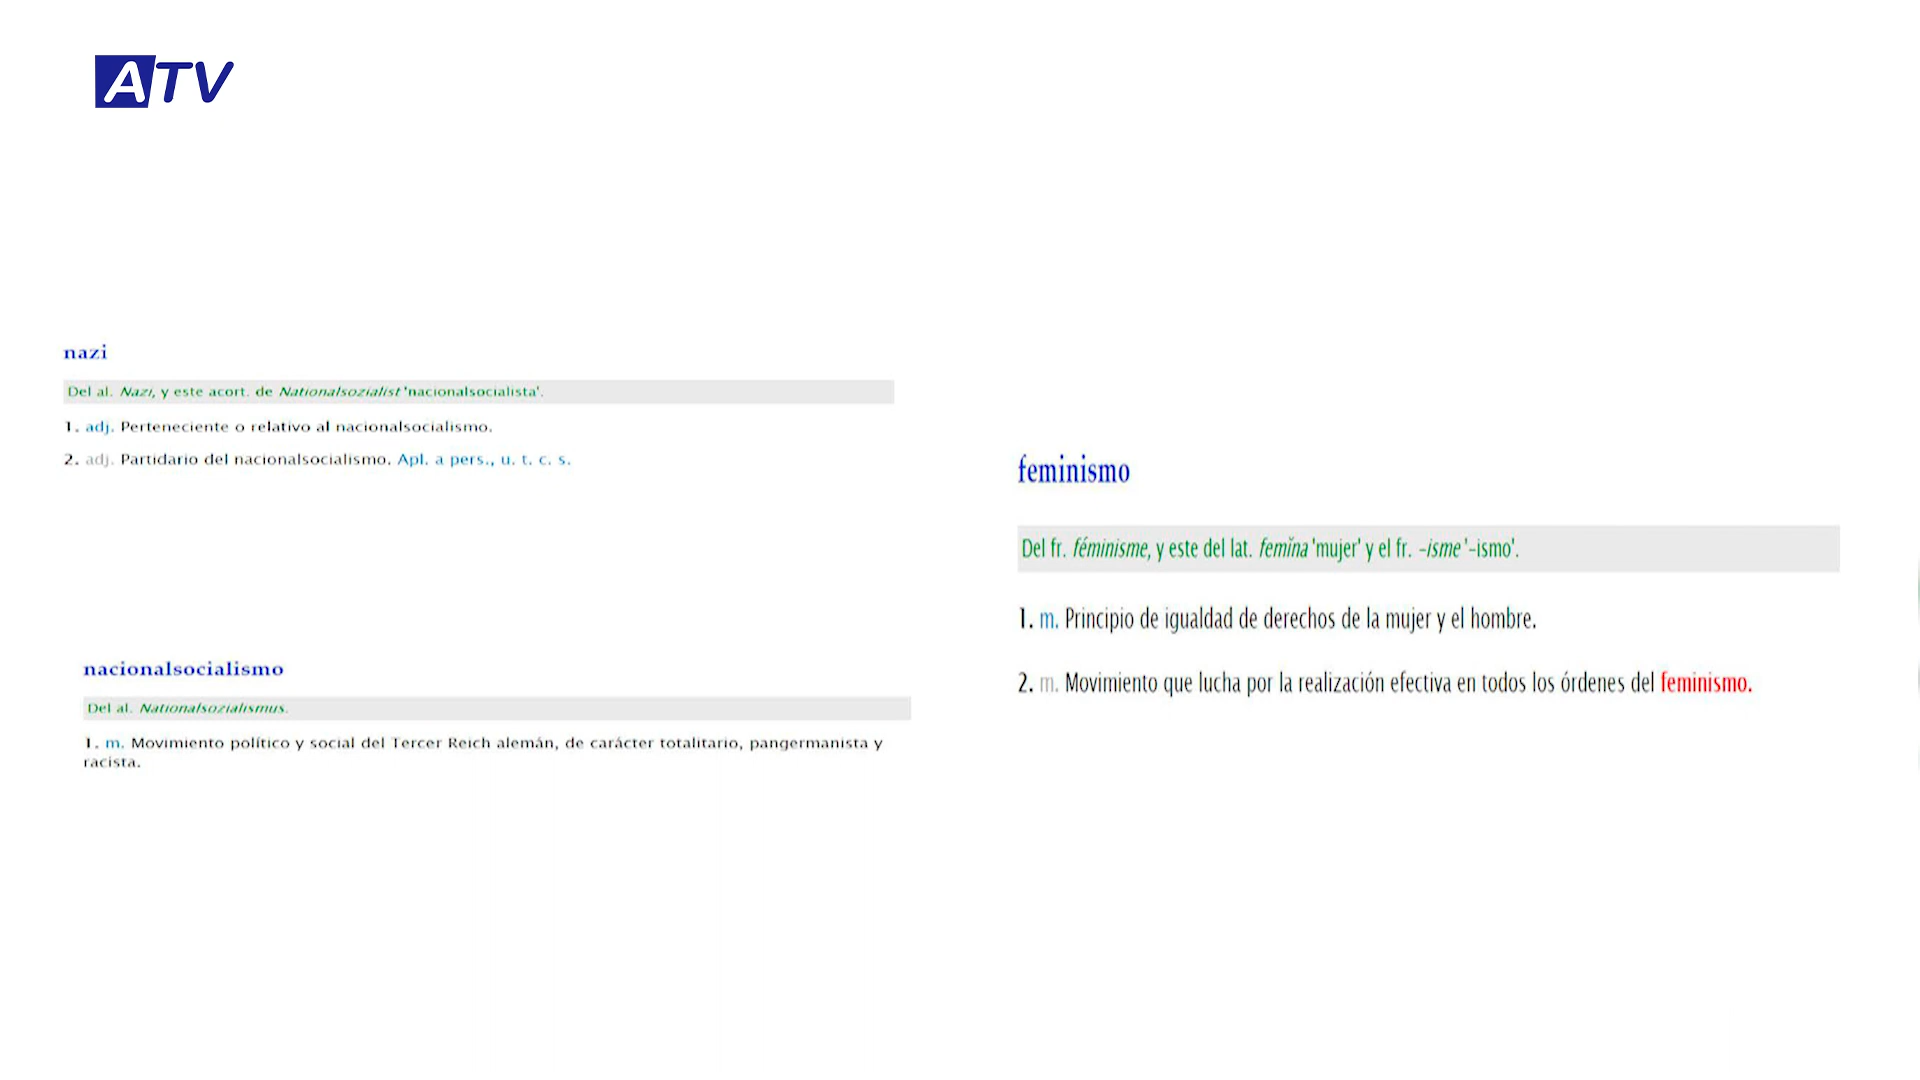 ATV
nazi
Del al. Nazi, y este acort. de Nationalsozialist 'nacionalsocialista'.
1. adj. Perteneciente o relativo al nacionalsocialismo.
2. adj. Partidario del nacionalsocialismo. Apl. a pers., u. t. c. s.
nacionalsocialismo
Del al. Nationalsozialismus.
1. m. Movimiento político y social del Tercer Reich alemán, de carácter totalitario, pangermanista y
racista.
feminismo
Del fr. féminisme, y este del lat. femĭna 'mujer' y el fr. -isme '-ismo'.
1. m. Principio de igualdad de derechos de la mujer y el hombre.
2. m. Movimiento que lucha por la realización efectiva en todos los órdenes del feminismo.